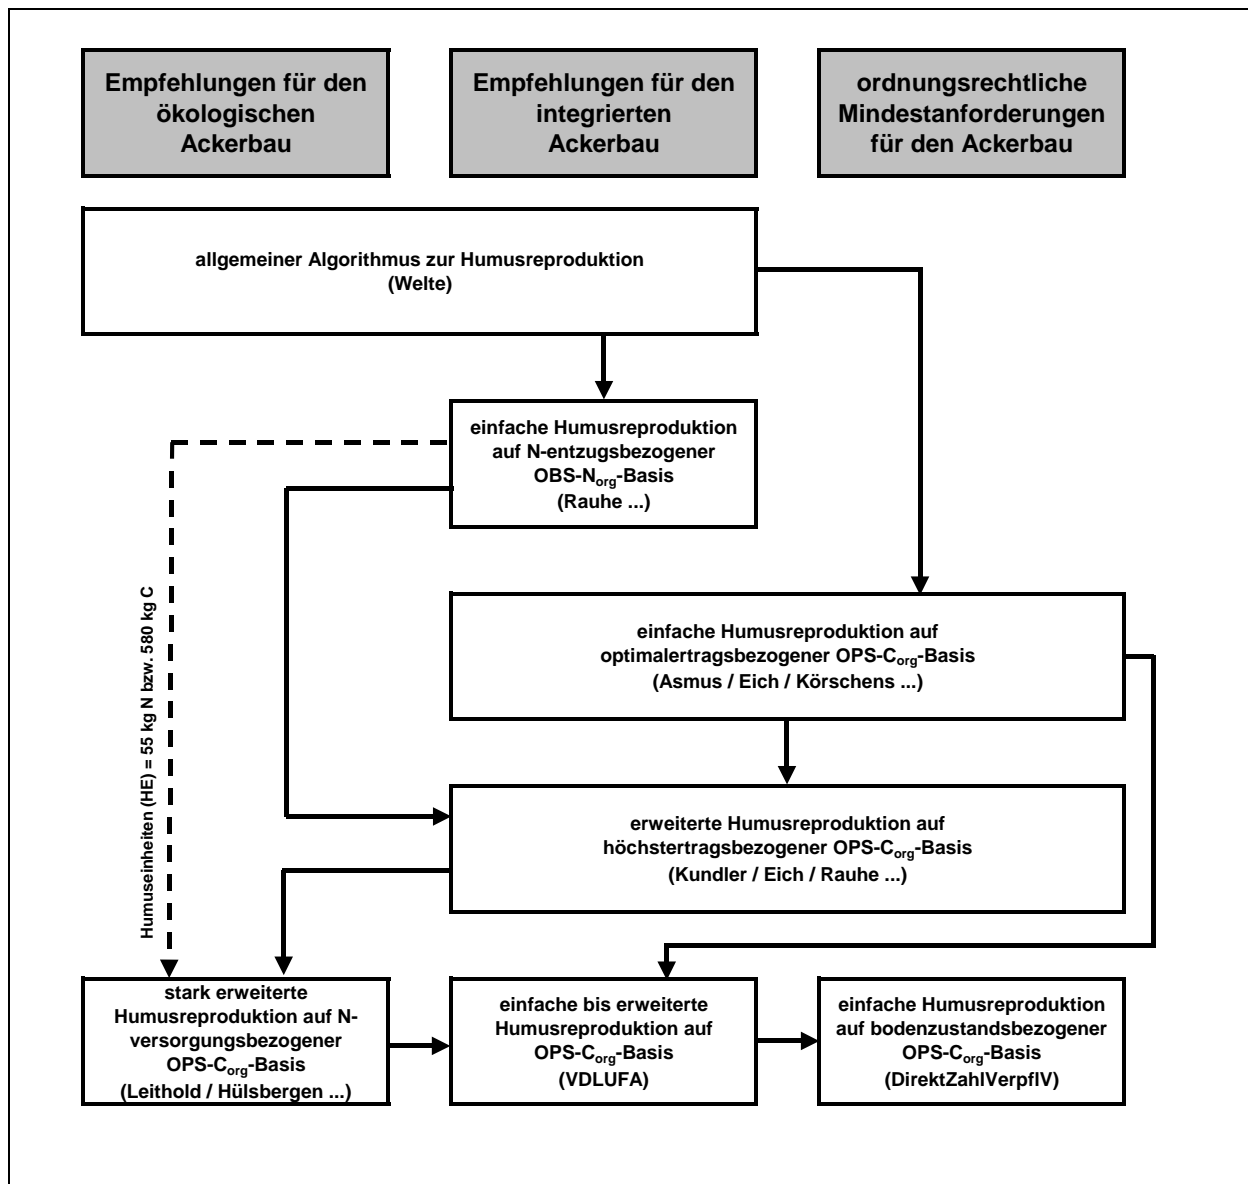 Empfehlungen für den
ökologischen
Ackerbau
Empfehlungen für den
integrierten
Ackerbau
ordnungsrechtliche
Mindestanforderungen
für den Ackerbau
allgemeiner Algorithmus zur Humusreproduktion
(Welte)
einfache Humusreproduktion
auf N-entzugsbezogener
OBS-Norg-Basis
(Rauhe ...)
Humuseinheiten (HE) = 55 kg N bzw. 580 kg C
einfache Humusreproduktion auf
optimalertragsbezogener OPS-Corg-Basis
(Asmus / Eich / Körschens ...)
erweiterte Humusreproduktion auf
höchstertragsbezogener OPS-Corg-Basis
(Kundler / Eich / Rauhe ...)
stark erweiterte
Humusreproduktion auf N-
versorgungsbezogener
OPS-Corg-Basis
(Leithold / Hülsbergen ...)
einfache bis erweiterte
Humusreproduktion auf
OPS-Corg-Basis
(VDLUFA)
einfache Humusreproduktion
auf bodenzustandsbezogener
OPS-Corg-Basis
(DirektZahlVerpflV)